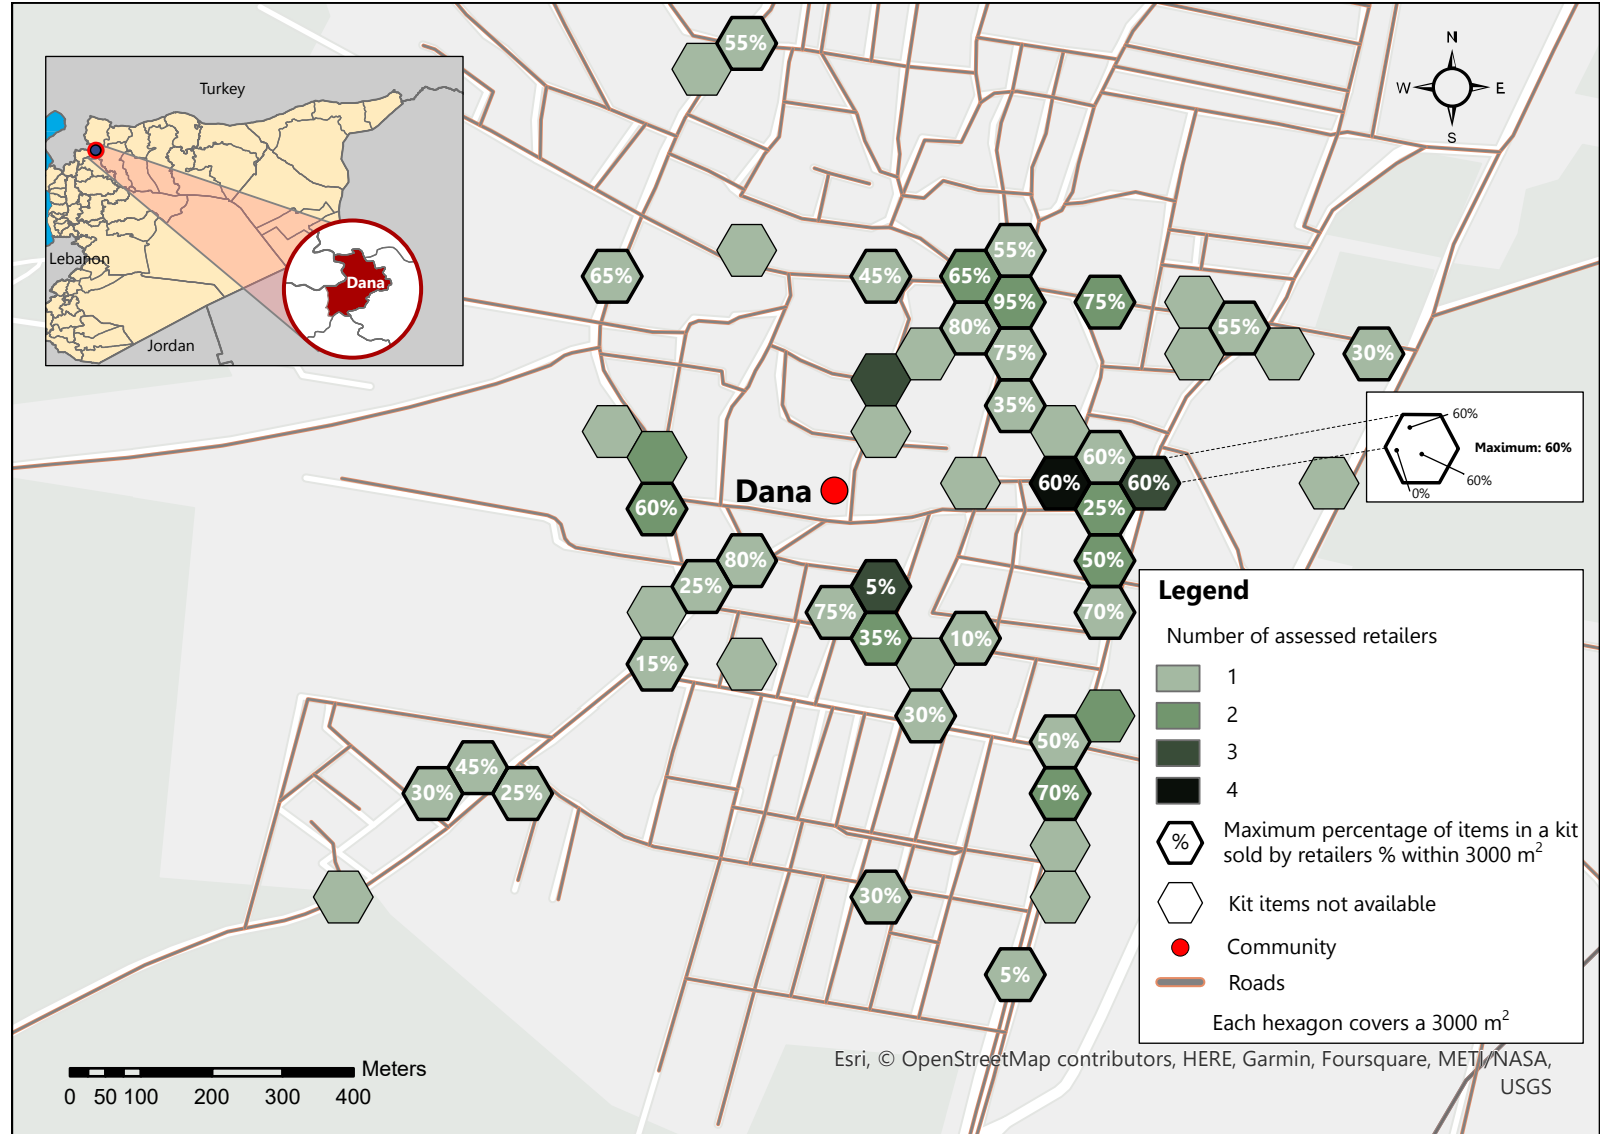 55%
N
W
E
S
Turkey
Lebanon
Jordan
Dana
65%
45%
65%
55%
95%
75%
80%
75%
55%
30%
35%
60%
Maximum: 60%
0%
60%
60%
60%
60%
25%
Dana
60%
50%
80%
25%
5%
75%
35%
10%
70%
15%
30%
50%
70%
45%
30%
25%
30%
5%
Legend
Number of assessed retailers
1
2
3
4
%
Maximum percentage of items in a kit
sold by retailers % within 3000 m²
Kit items not available
Community
Roads
Each hexagon covers a 3000 m²
Meters
0 50 100 200 300 400
Esri, © OpenStreetMap contributors, HERE, Garmin, Foursquare, METI/NASA,
USGS